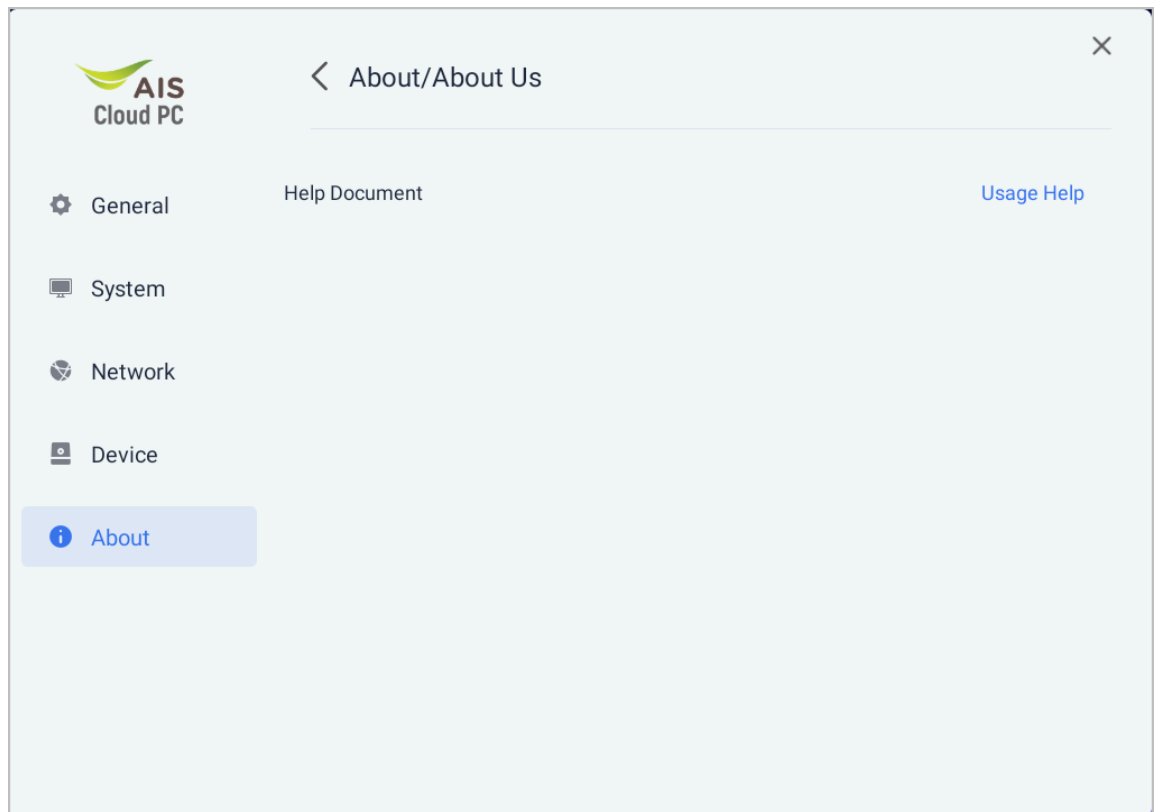 AIS
Cloud PC
About/About Us
General
System
Network
Device
About
Help Document
Usage Help